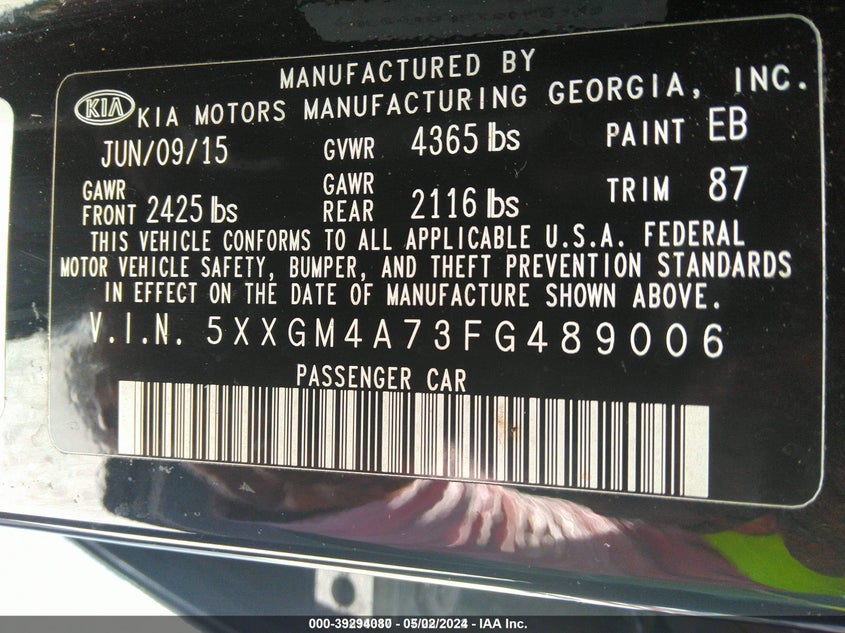 MANUFACTURED BY
KIA KIA MOTORS MANUFACTURING GEORGIA, INC.
JUN/09/15 GVWR 4365 lbs PAINT EB
GAWR FRONT 2425 lbs GAWR REAR 2116 lbs TRIM 87
THIS VEHICLE CONFORMS TO ALL APPLICABLE U.S.A. FEDERAL
MOTOR VEHICLE SAFETY, BUMPER, AND THEFT PREVENTION STANDARDS
IN EFFECT ON THE DATE OF MANUFACTURE SHOWN ABOVE.
V.I.N. 5XXGM4A73FG489006
PASSENGER CAR
000-39294080 - 05/02/2024 - IAA Inc.